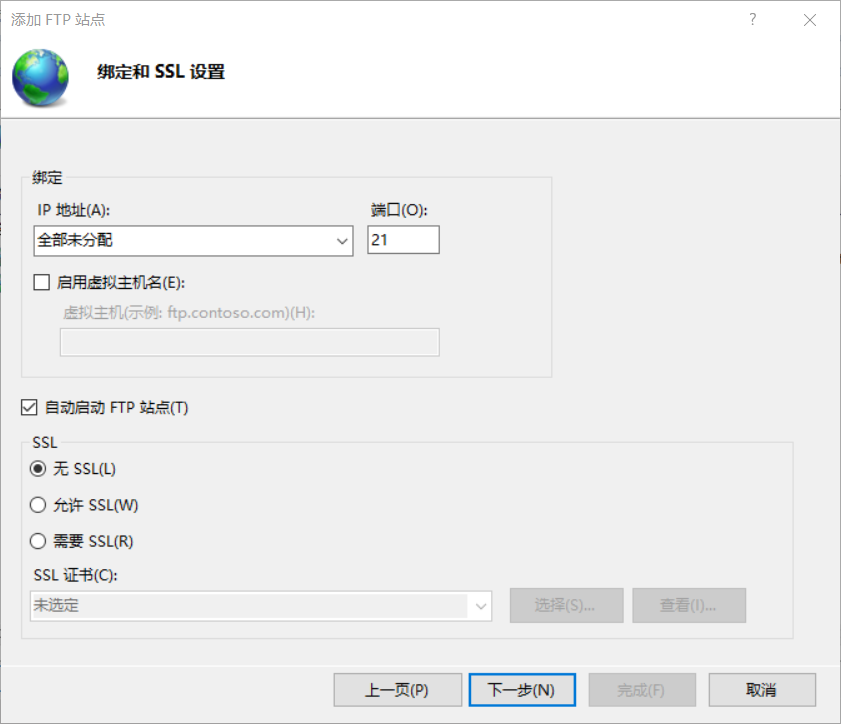 添加 FTP 站点
?
绑定和 SSL 设置
绑定
IP 地址(A): 端口(O):
全部未分配 21
启用虚拟主机名(E):
虚拟主机(示例: ftp.contoso.com)(H):
自动启动 FTP 站点(T)
SSL
无 SSL(L)
允许 SSL(W)
需要 SSL(R)
SSL 证书(C):
未选定 选择(S)... 查看(I)...
上一页(P) 下一步(N) 完成(F) 取消